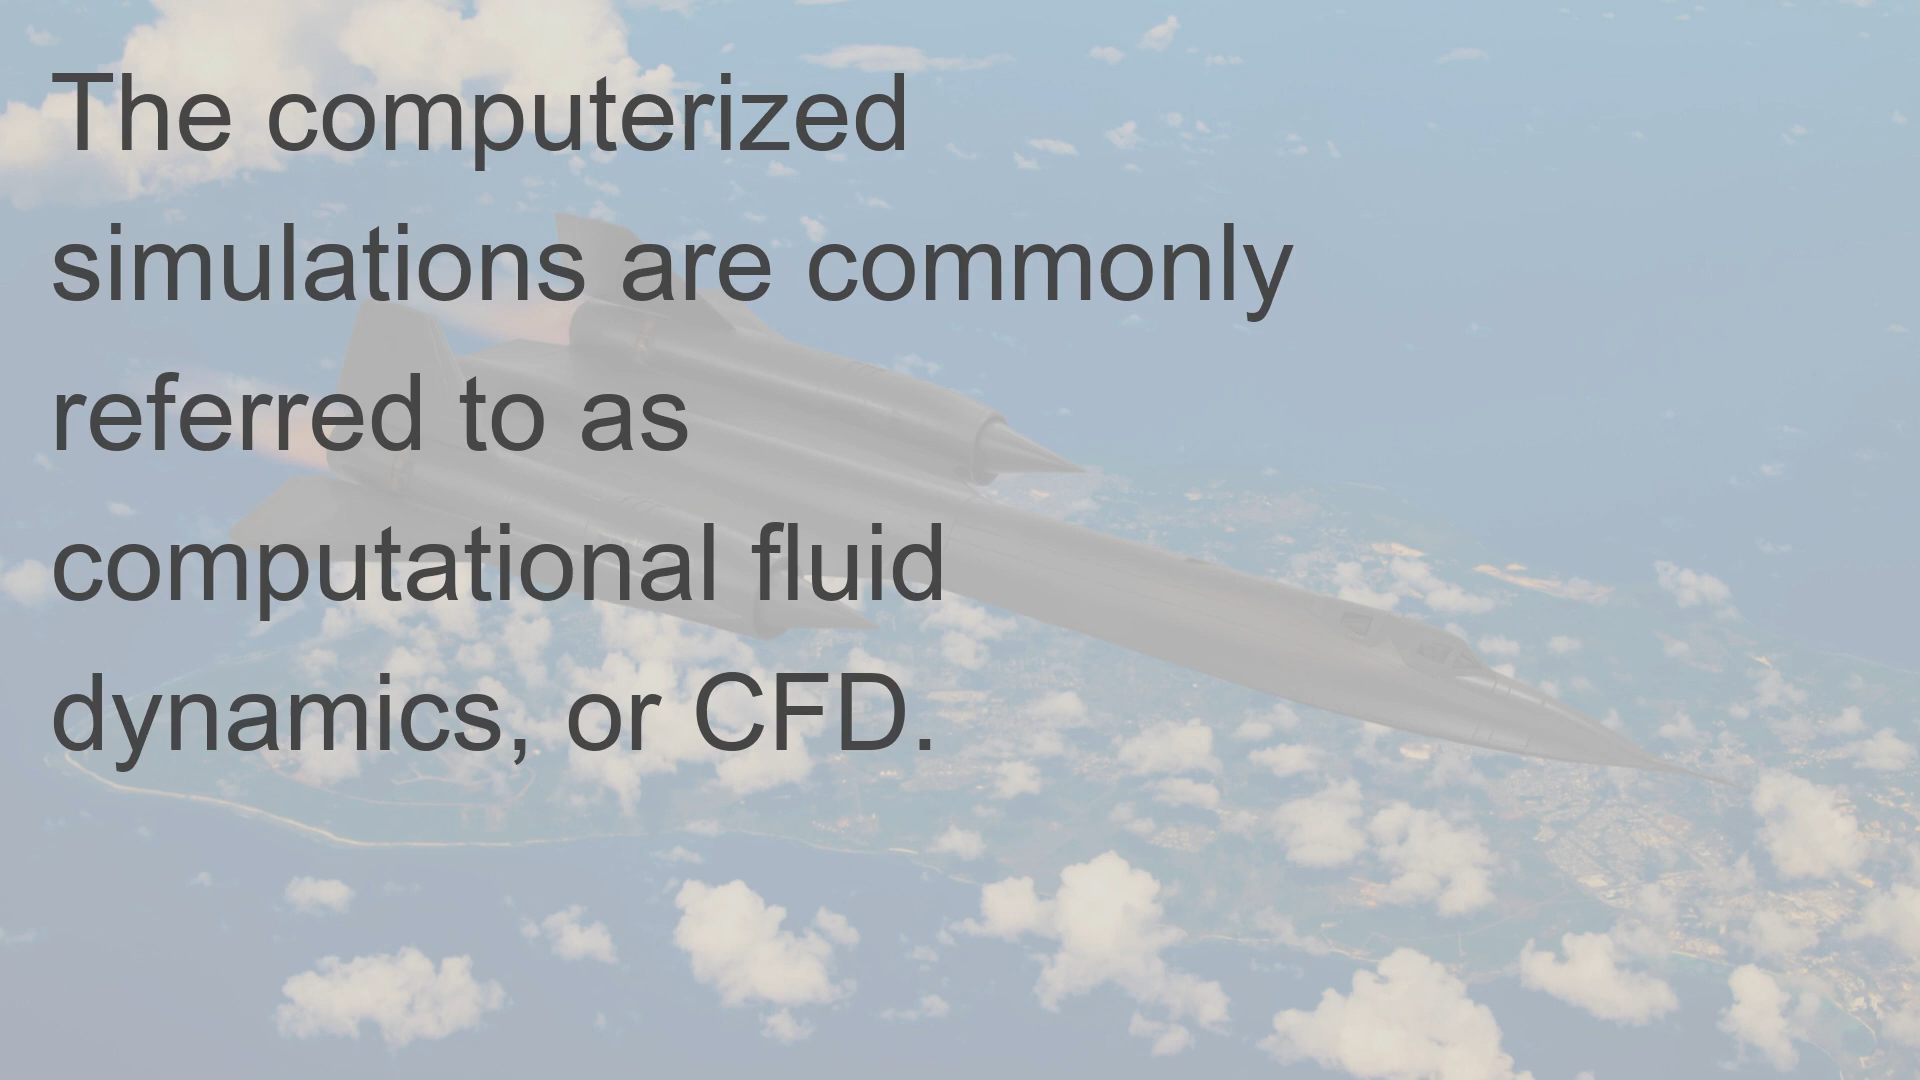 The computerized
simulations are commonly
referred to as
computational fluid
dynamics, or CFD.